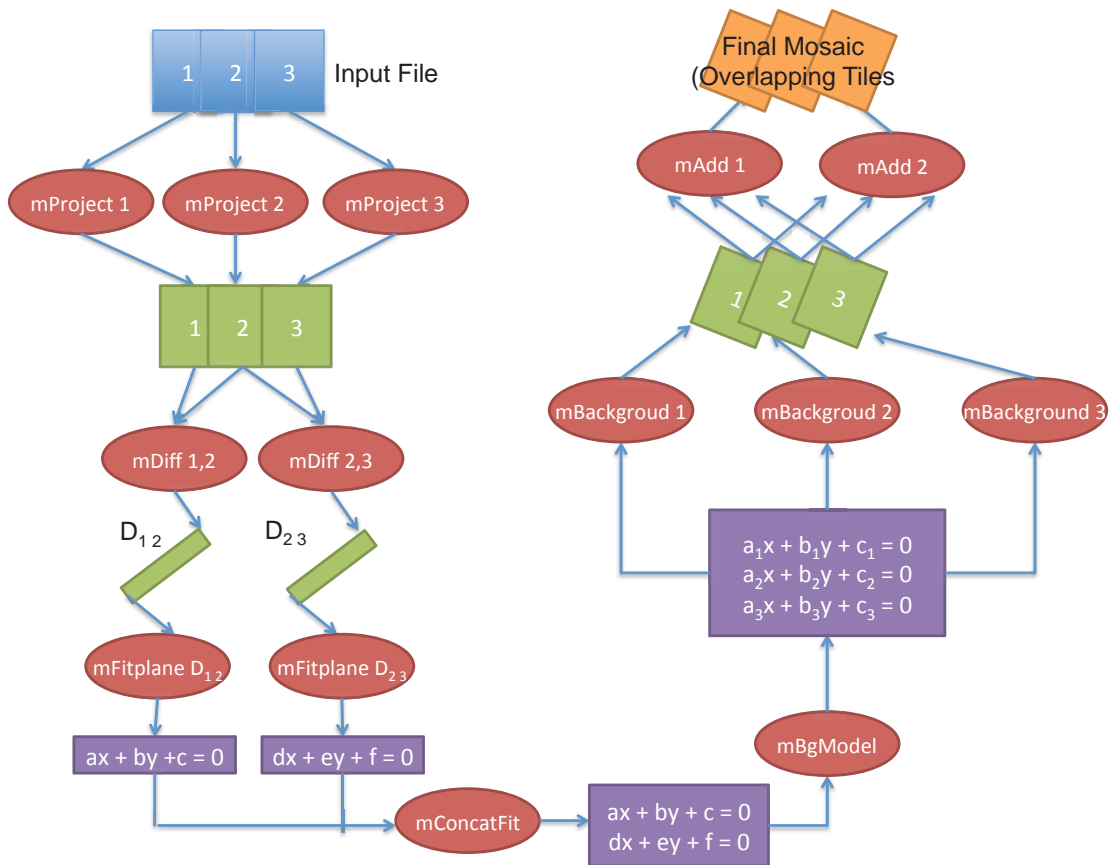 1 2 3 Input File
mProject 1 mProject 2 mProject 3
1 2 3
mDiff 1,2 mDiff 2,3
D₁ ₂ D₂ ₃
mFitplane D₁ ₂ mFitplane D₂ ₃
ax + by +c = 0 dx + ey + f = 0
mConcatFit
ax + by + c = 0
dx + ey + f = 0
mBgModel
a₁x + b₁y + c₁ = 0
a₂x + b₂y + c₂ = 0
a₃x + b₃y + c₃ = 0
mBackgroud 1 mBackgroud 2 mBackground 3
1 2 3
mAdd 1 mAdd 2
Final Mosaic
(Overlapping Tiles